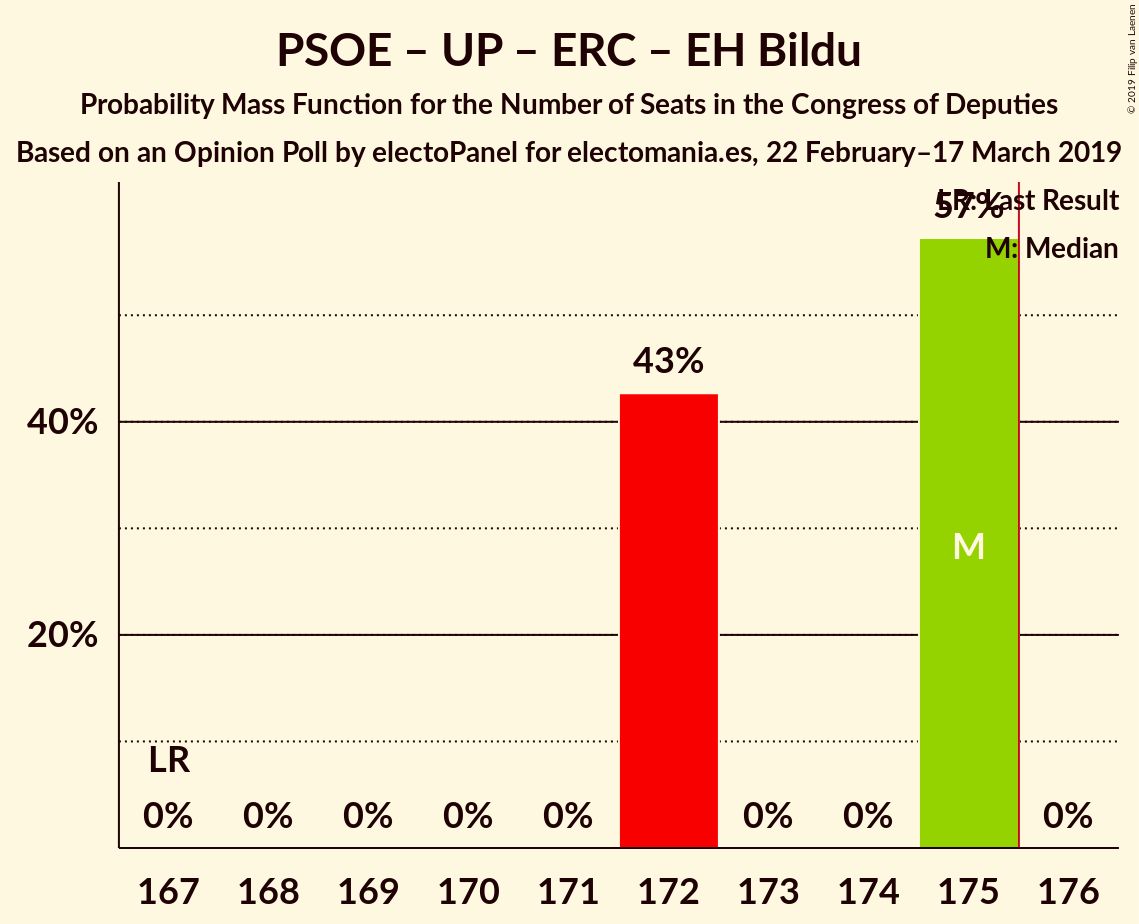 PSOE – UP – ERC – EH Bildu
Probability Mass Function for the Number of Seats in the Congress of Deputies
Based on an Opinion Poll by electoPanel for electomania.es, 22 February–17 March 2019
© 2019 Filip van Laenen
LR: Last Result
57%
M: Median
43%
40%
M
20%
LR
0% 0% 0% 0% 0% 0% 0% 0%
167 168 169 170 171 172 173 174 175 176